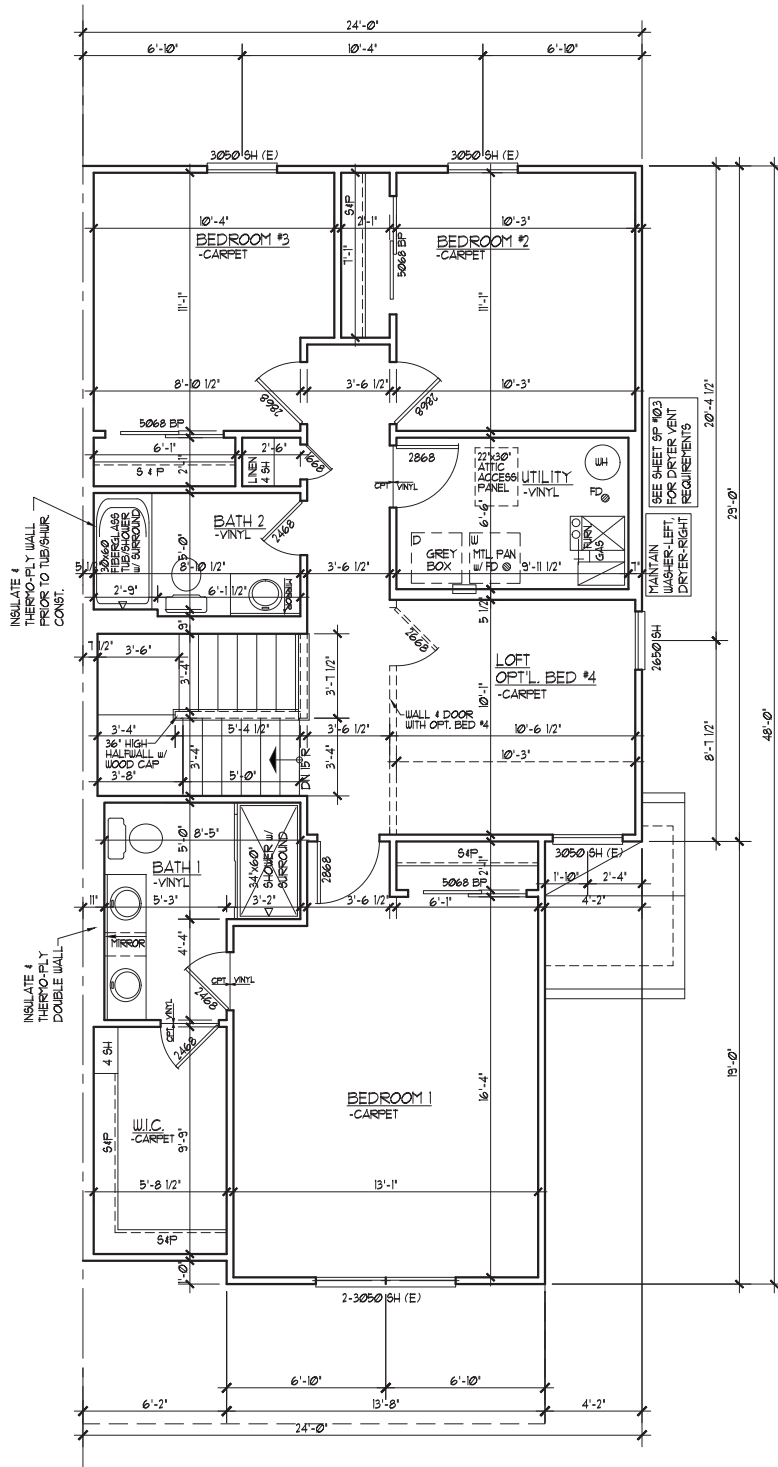 24'-0"
6'-10" 10'-4" 6'-10"
3050 SH (E) 3050 SH (E)
S&P
10'-4" 2'-1" 10'-3"
BEDROOM #3
-CARPET
BEDROOM #2
-CARPET
7'-1"
5068 BP
11'-1"
11'-1"
8'-10 1/2" 3'-6 1/2" 10'-3"
2868
2868
20'-4 1/2"
29'-0"
48'-0"
5068 BP
6'-1" 2'-6"
S & P
2'-11"
LINEN
4 SH
1668
2868
CPT VINYL
22"x30"
ATTIC
ACCESS
PANEL
UTILITY
-VINYL
WH
FD
6'-6"
SEE SHEET SP #10.3
FOR DRYER VENT
REQUIREMENTS
MAINTAIN
WASHER-LEFT,
DRYER-RIGHT
INSULATE &
THERMO-PLY WALL
PRIOR TO TUB/SHWR.
CONST.
30x60
FIBERGLASS
TUB/SHOWER
w/ SURROUND
BATH 2
-VINYL
2468
5'-0"
D
GREY
BOX
E
MTL PAN
w/ FD
FURN
GAS
5 1/2" 8'-10 1/2" 3'-6 1/2" 9'-11 1/2" 7"
2'-9" 6'-1 1/2"
MIRROR
9"
5 1/2"
2668
7 1/2" 3'-6"
3'-4"
3'-7 1/2"
LOFT
OPT'L. BED #4
-CARPET
2650 SH
10'-1"
WALL & DOOR
WITH OPT. BED #4
3'-4" 5'-4 1/2" 3'-6 1/2" 10'-6 1/2"
8'-7 1/2"
36" HIGH
HALFWALL w/
WOOD CAP
3'-4"
DN 15 R
3'-4"
10'-3"
3'-8" 5'-0"
8'-5"
5'-0"
BATH 1
-VINYL
34"x60"
SHOWER w/
SURROUND
2868
S&P
2'-1"
5068 BP
3050 SH (E)
1'-10" 2'-4"
11" 5'-3" 3'-2" 3'-6 1/2" 6'-1" 4'-2"
MIRROR
4'-4"
INSULATE &
THERMO-PLY
DOUBLE WALL
CPT VINYL
2468
CPT VINYL
2468
4 SH
16'-4"
19'-0"
BEDROOM 1
-CARPET
W.I.C.
-CARPET
S&P
9'-9"
5'-8 1/2" 13'-1"
S&P
1'-0"
2-3050 SH (E)
6'-10" 6'-10"
6'-2" 13'-8" 4'-2"
24'-0"